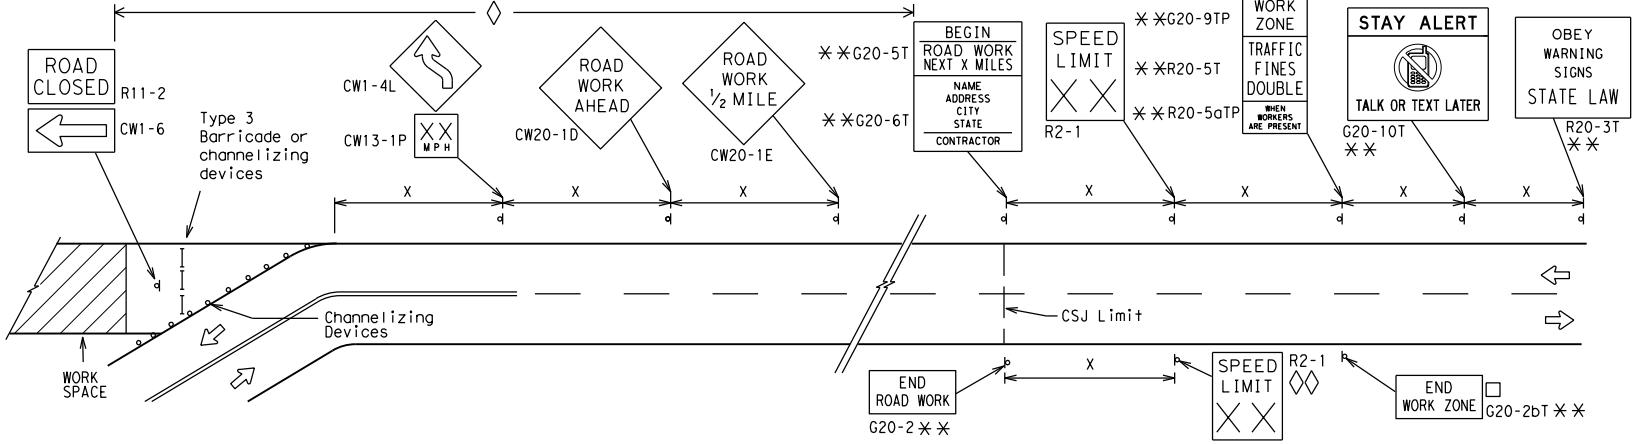 ROAD
CLOSED
R11-2
CW1-6
Type 3
Barricade or
channelizing
devices
CW1-4L
CW13-1P
XX
MPH
ROAD
WORK
AHEAD
CW20-1D
ROAD
WORK
1/2 MILE
CW20-1E
✶✶G20-5T
✶✶G20-6T
BEGIN
ROAD WORK
NEXT X MILES
NAME
ADDRESS
CITY
STATE
CONTRACTOR
SPEED
LIMIT
X X
R2-1
✶✶G20-9TP
✶✶R20-5T
✶✶R20-5aTP
WORK
ZONE
TRAFFIC
FINES
DOUBLE
WHEN
WORKERS
ARE PRESENT
STAY ALERT
TALK OR TEXT LATER
G20-10T
✶✶
OBEY
WARNING
SIGNS
STATE LAW
R20-3T
✶✶
X
X
X
X
X
X
X
Channelizing
Devices
WORK
SPACE
CSJ Limit
END
ROAD WORK
G20-2 ✶✶
X
SPEED
LIMIT
X X
R2-1
END
WORK ZONE
G20-2bT ✶✶